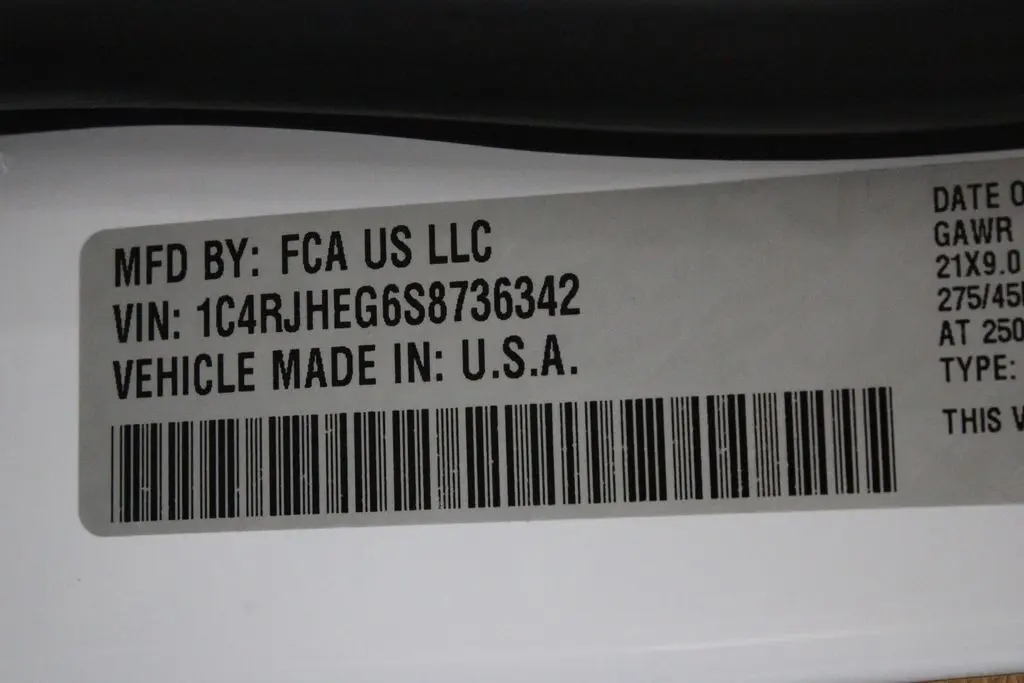 MFD BY: FCA US LLC
VIN: 1C4RJHEG6S8736342
VEHICLE MADE IN: U.S.A.
DATE O
GAWR
21X9.0
275/45
AT 250
TYPE:
THIS V